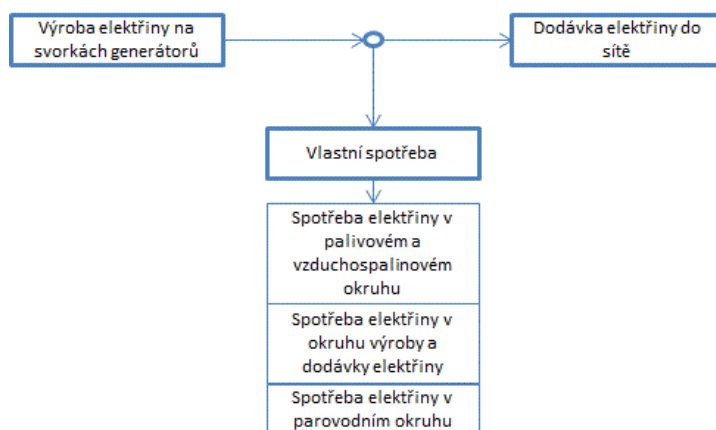 Výroba elektřiny na
svorkách generátorů
Dodávka elektřiny do
sítě
Vlastní spotřeba
Spotřeba elektřiny v
palivovém a
vzduchospalinovém
okruhu
Spotřeba elektřiny v
okruhu výroby a
dodávky elektřiny
Spotřeba elektřiny v
parovodním okruhu